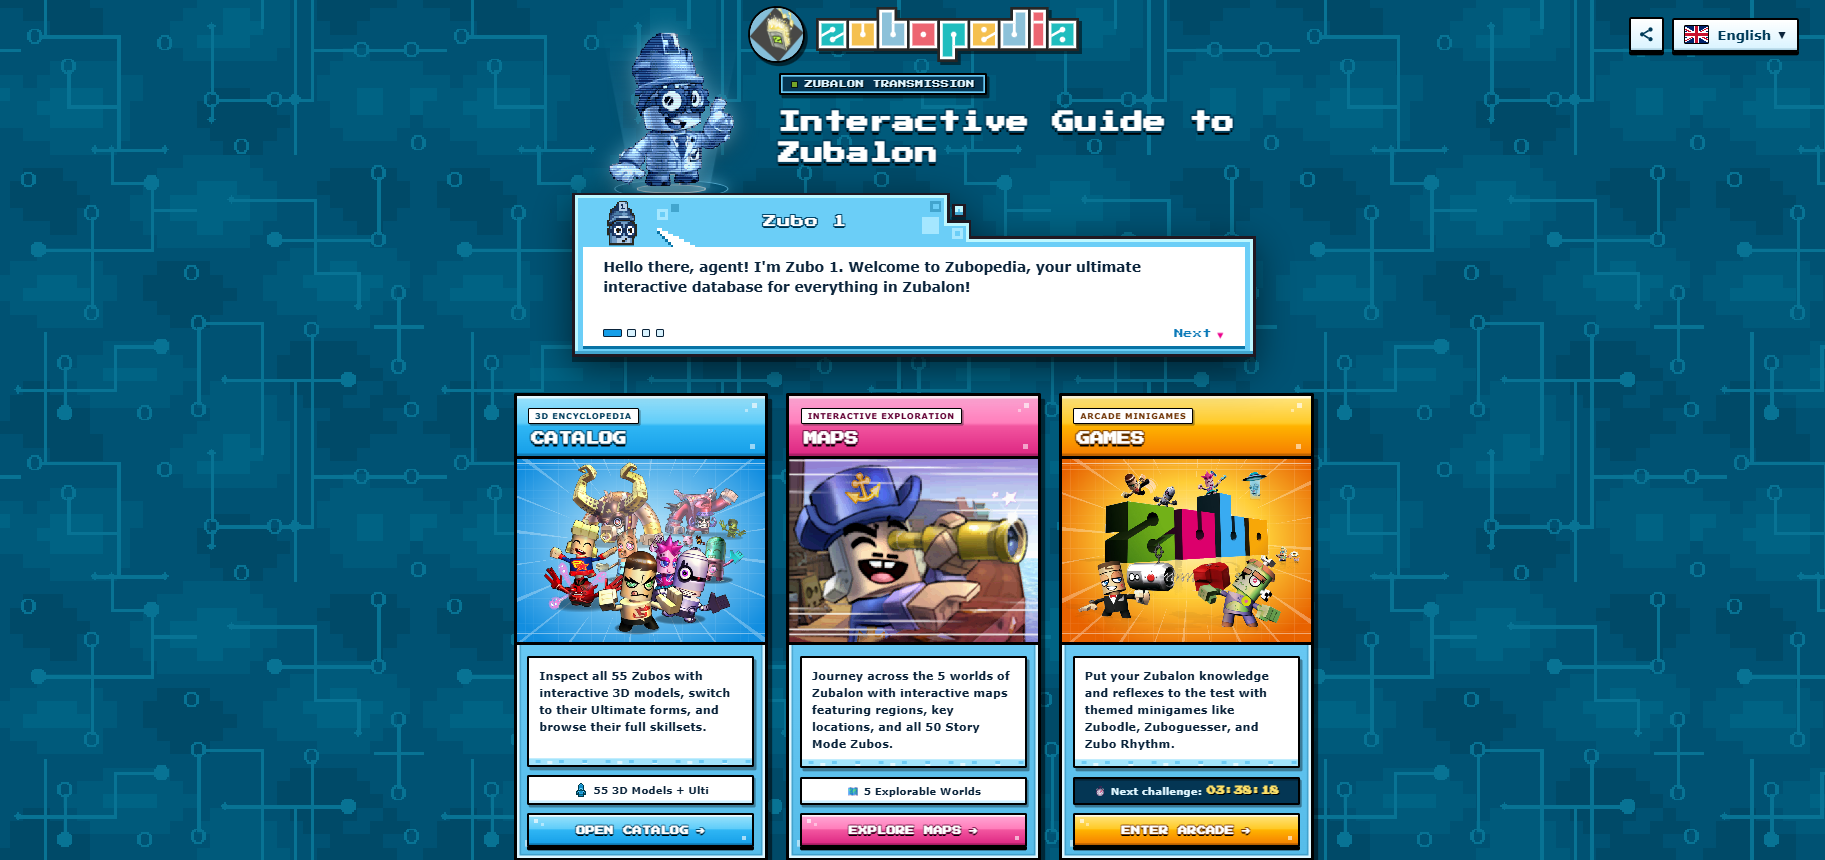 zubopedia
English ▼
ZUBALON TRANSMISSION
Interactive Guide to
Zubalon
Zubo 1
Hello there, agent! I'm Zubo 1. Welcome to Zubopedia, your ultimate
interactive database for everything in Zubalon!
Next
3D ENCYCLOPEDIA
CATALOG
Inspect all 55 Zubos with
interactive 3D models, switch
to their Ultimate forms, and
browse their full skillsets.
55 3D Models + Ulti
OPEN CATALOG →
INTERACTIVE EXPLORATION
MAPS
Journey across the 5 worlds of
Zubalon with interactive maps
featuring regions, key
locations, and all 50 Story
Mode Zubos.
5 Explorable Worlds
EXPLORE MAPS →
ARCADE MINIGAMES
GAMES
zubo
Put your Zubalon knowledge
and reflexes to the test with
themed minigames like
Zubodle, Zuboguesser, and
Zubo Rhythm.
Next challenge: 03:38:18
ENTER ARCADE →